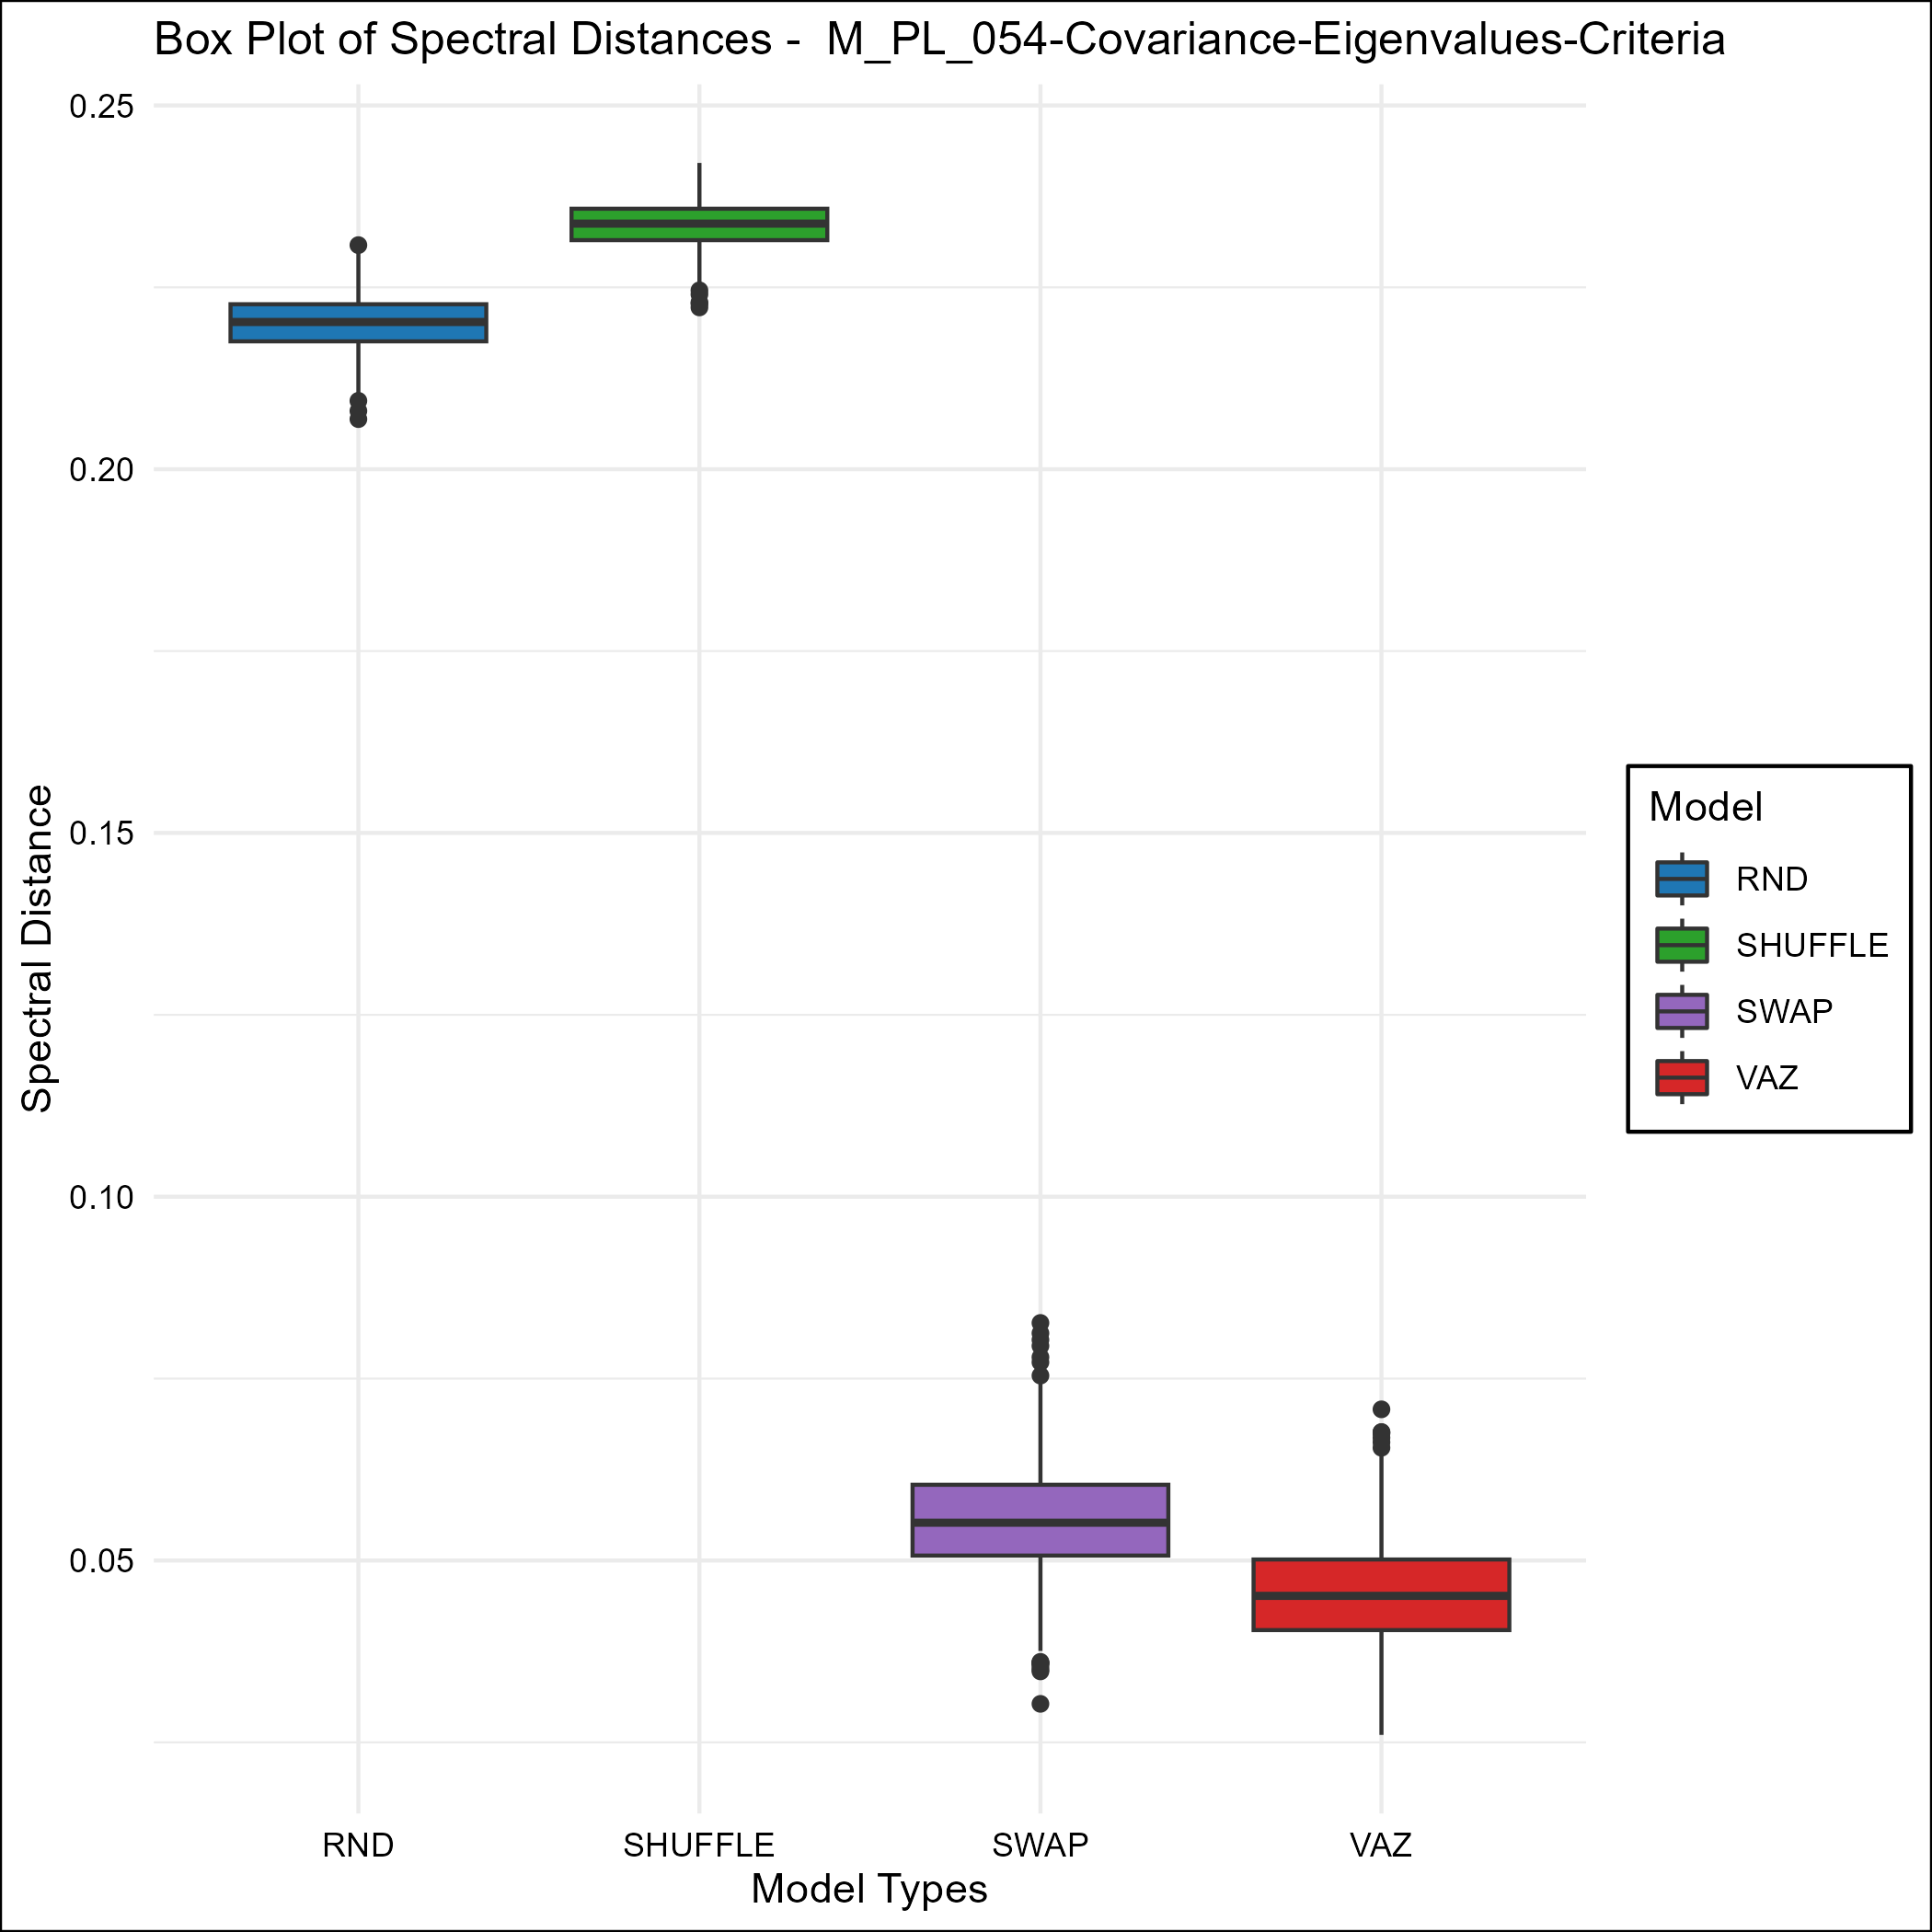 Box Plot of Spectral Distances -  M_PL_054-Covariance-Eigenvalues-Criteria
0.25
0.20
0.15
0.10
0.05
Spectral Distance
RND
SHUFFLE
SWAP
VAZ
Model Types
Model
RND
SHUFFLE
SWAP
VAZ